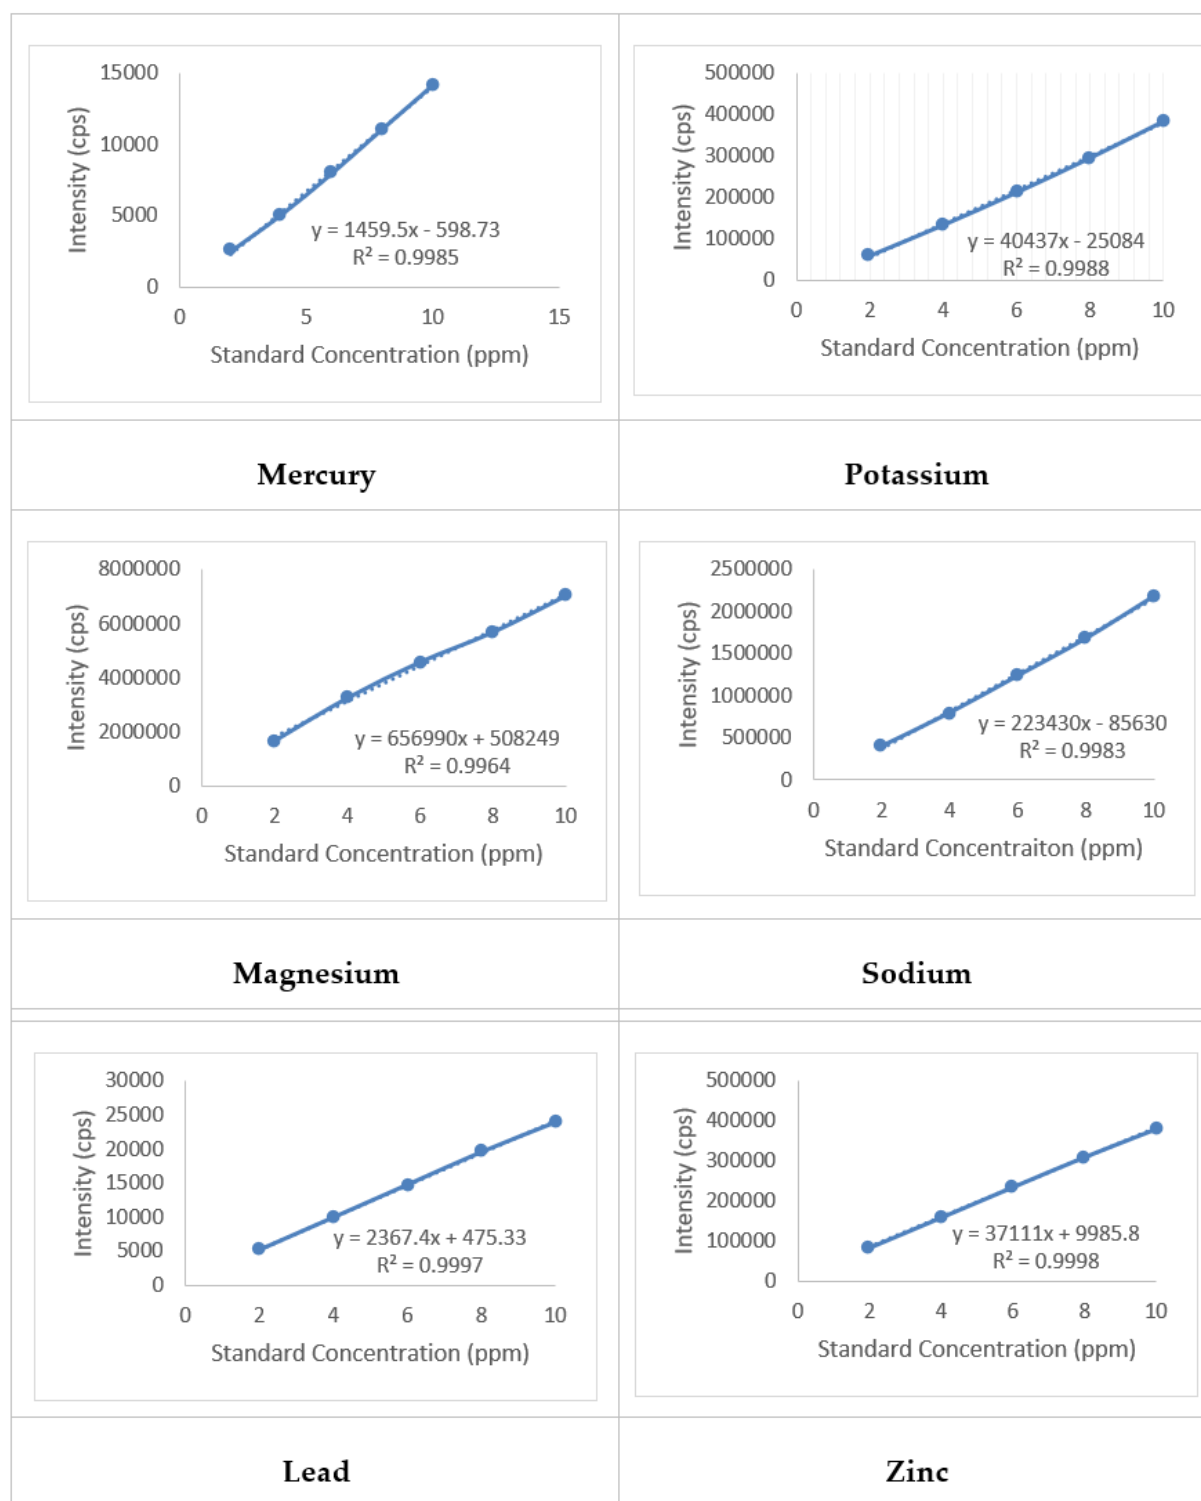 15000
10000
5000
0
Intensity (cps)
y = 1459.5x - 598.73
R² = 0.9985
0 5 10 15
Standard Concentration (ppm)
Mercury
500000
400000
300000
200000
100000
0
Intensity (cps)
y = 40437x - 25084
R² = 0.9988
0 2 4 6 8 10
Standard Concentration (ppm)
Potassium
8000000
6000000
4000000
2000000
0
Intensity (cps)
y = 656990x + 508249
R² = 0.9964
0 2 4 6 8 10
Standard Concentration (ppm)
Magnesium
2500000
2000000
1500000
1000000
500000
0
Intensity (cps)
y = 223430x - 85630
R² = 0.9983
0 2 4 6 8 10
Standard Concentraiton (ppm)
Sodium
30000
25000
20000
15000
10000
5000
0
Intensity (cps)
y = 2367.4x + 475.33
R² = 0.9997
0 2 4 6 8 10
Standard Concentration (ppm)
Lead
500000
400000
300000
200000
100000
0
Intensity (cps)
y = 37111x + 9985.8
R² = 0.9998
0 2 4 6 8 10
Standard Concentration (ppm)
Zinc